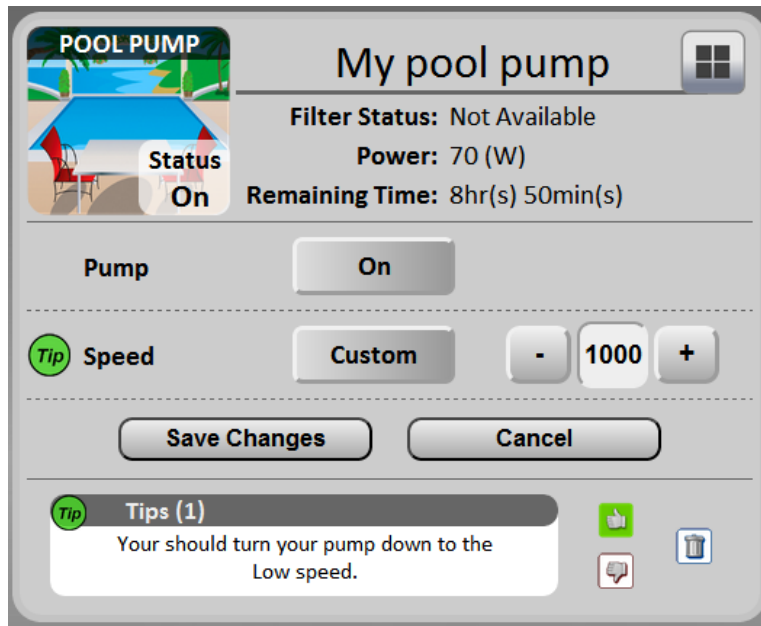 POOL PUMP
My pool pump
Filter Status: Not Available
Power: 70 (W)
Remaining Time: 8hr(s) 50min(s)
Status
On
Pump On
Tip Speed Custom - 1000 +
Save Changes Cancel
Tip Tips (1)
Your should turn your pump down to the
Low speed.